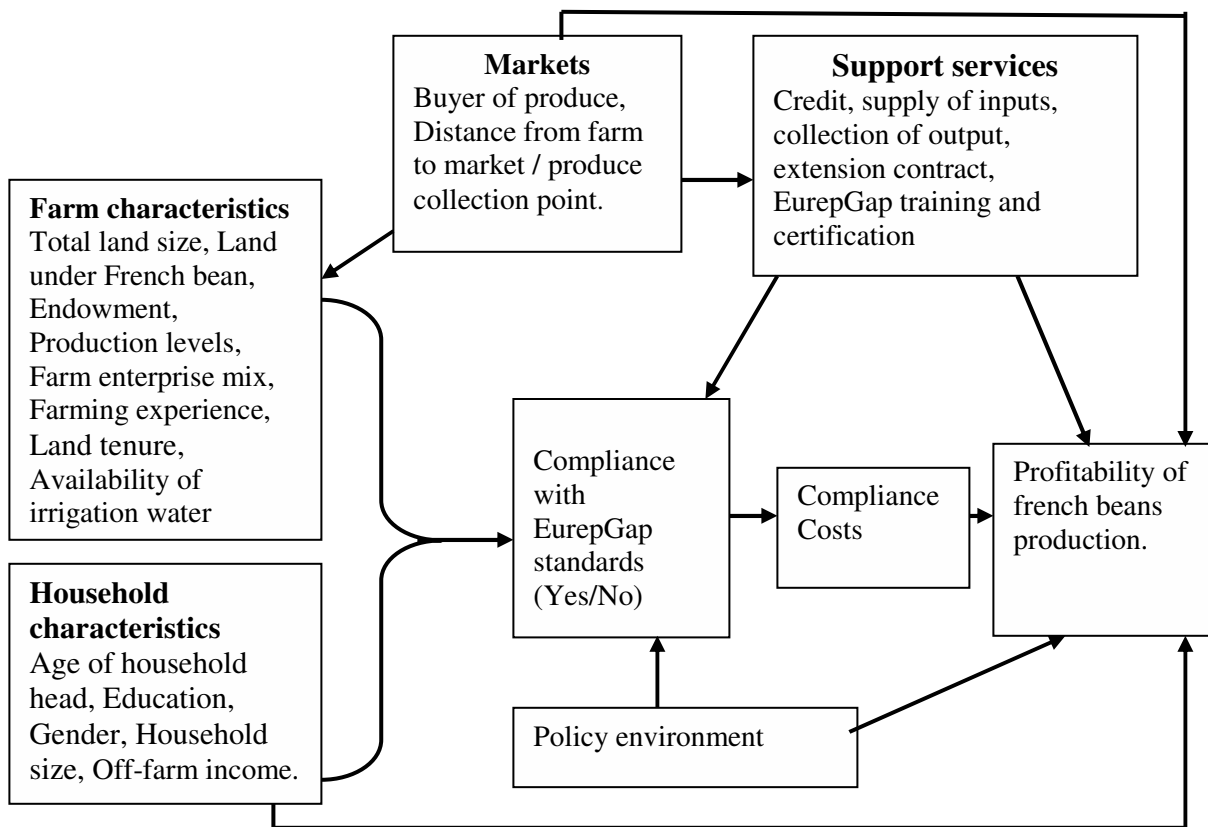 Markets
Buyer of produce,
Distance from farm
to market / produce
collection point.
Support services
Credit, supply of inputs,
collection of output,
extension contract,
EurepGap training and
certification
Farm characteristics
Total land size, Land
under French bean,
Endowment,
Production levels,
Farm enterprise mix,
Farming experience,
Land tenure,
Availability of
irrigation water
Compliance
with
EurepGap
standards
(Yes/No)
Compliance
Costs
Profitability of
french beans
production.
Household
characteristics
Age of household
head, Education,
Gender, Household
size, Off-farm income.
Policy environment